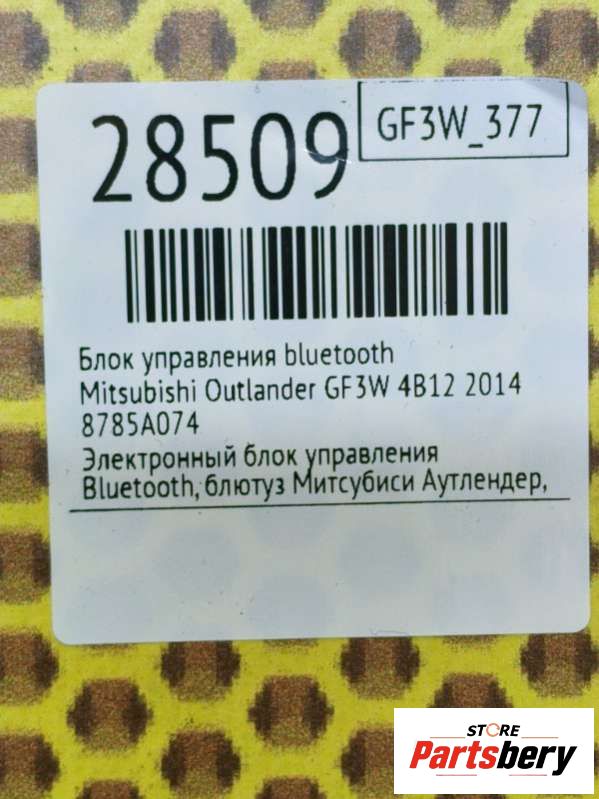 28509
GF3W_377
Блок управления bluetooth
Mitsubishi Outlander GF3W 4B12 2014
8785A074
Электронный блок управления
Bluetooth, блютуз Митсубиси Аутлендер,
STORE
Partsbery